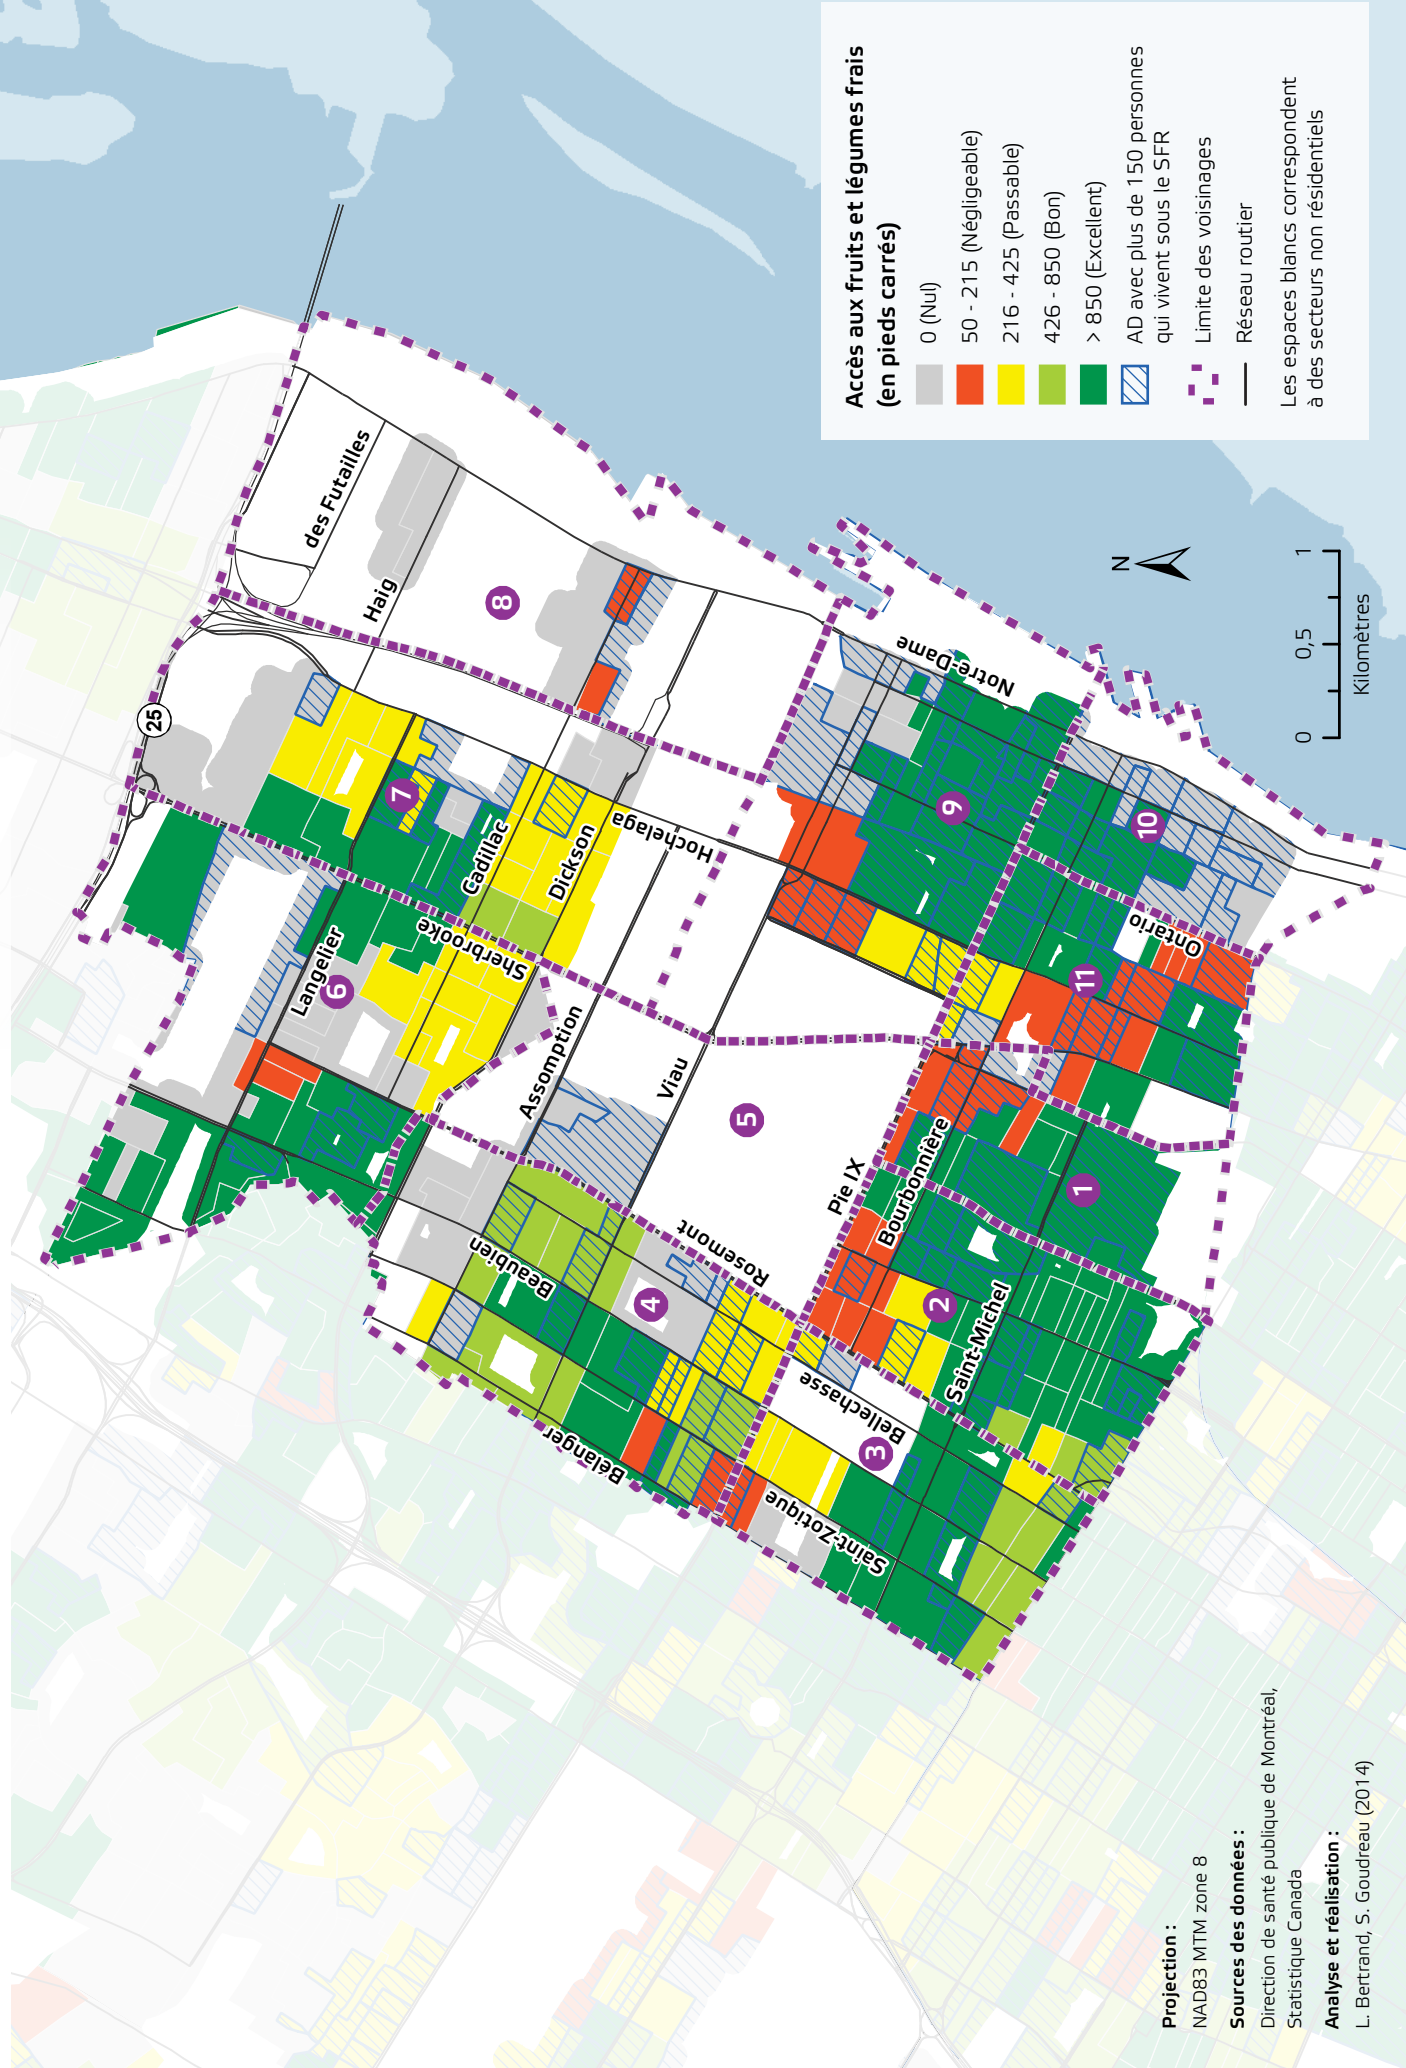 Accès aux fruits et légumes frais
(en pieds carrés)
0 (Nul)
50 - 215 (Négligeable)
216 - 425 (Passable)
426 - 850 (Bon)
> 850 (Excellent)
AD avec plus de 150 personnes
qui vivent sous le SFR
Limite des voisinages
Réseau routier
Les espaces blancs correspondent
à des secteurs non résidentiels
N
0
0,5
1
Kilomètres
Projection :
NAD83 MTM zone 8
Sources des données :
Direction de santé publique de Montréal,
Statistique Canada
Analyse et réalisation :
L. Bertrand, S. Goudreau (2014)
25
des Futailles
Haig
8
7
Cadillac
Dickson
Hochelaga
Sherbrooke
Langelier
6
Assomption
Viau
5
Pie IX
Bourbonnière
Rosemont
Beaubien
4
Bélanger
Bellechasse
3
Saint-Zotique
Saint-Michel
2
1
11
Ontario
10
9
Notre-Dame